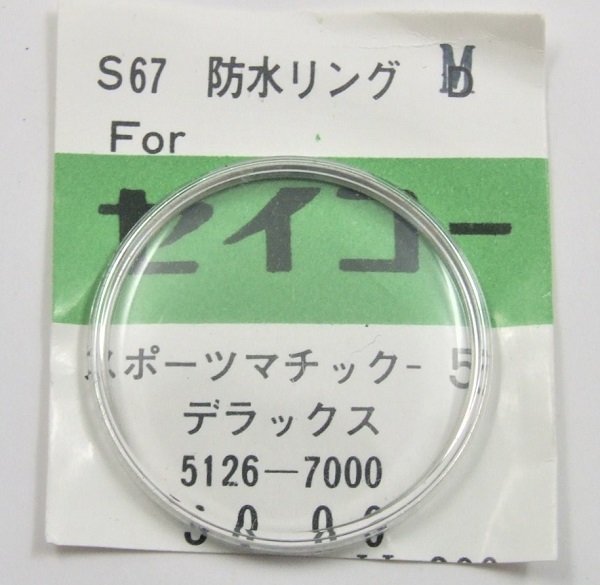 S67 防水リング M
For
セイコー
スポーツマチック-5
デラックス
5126-7000